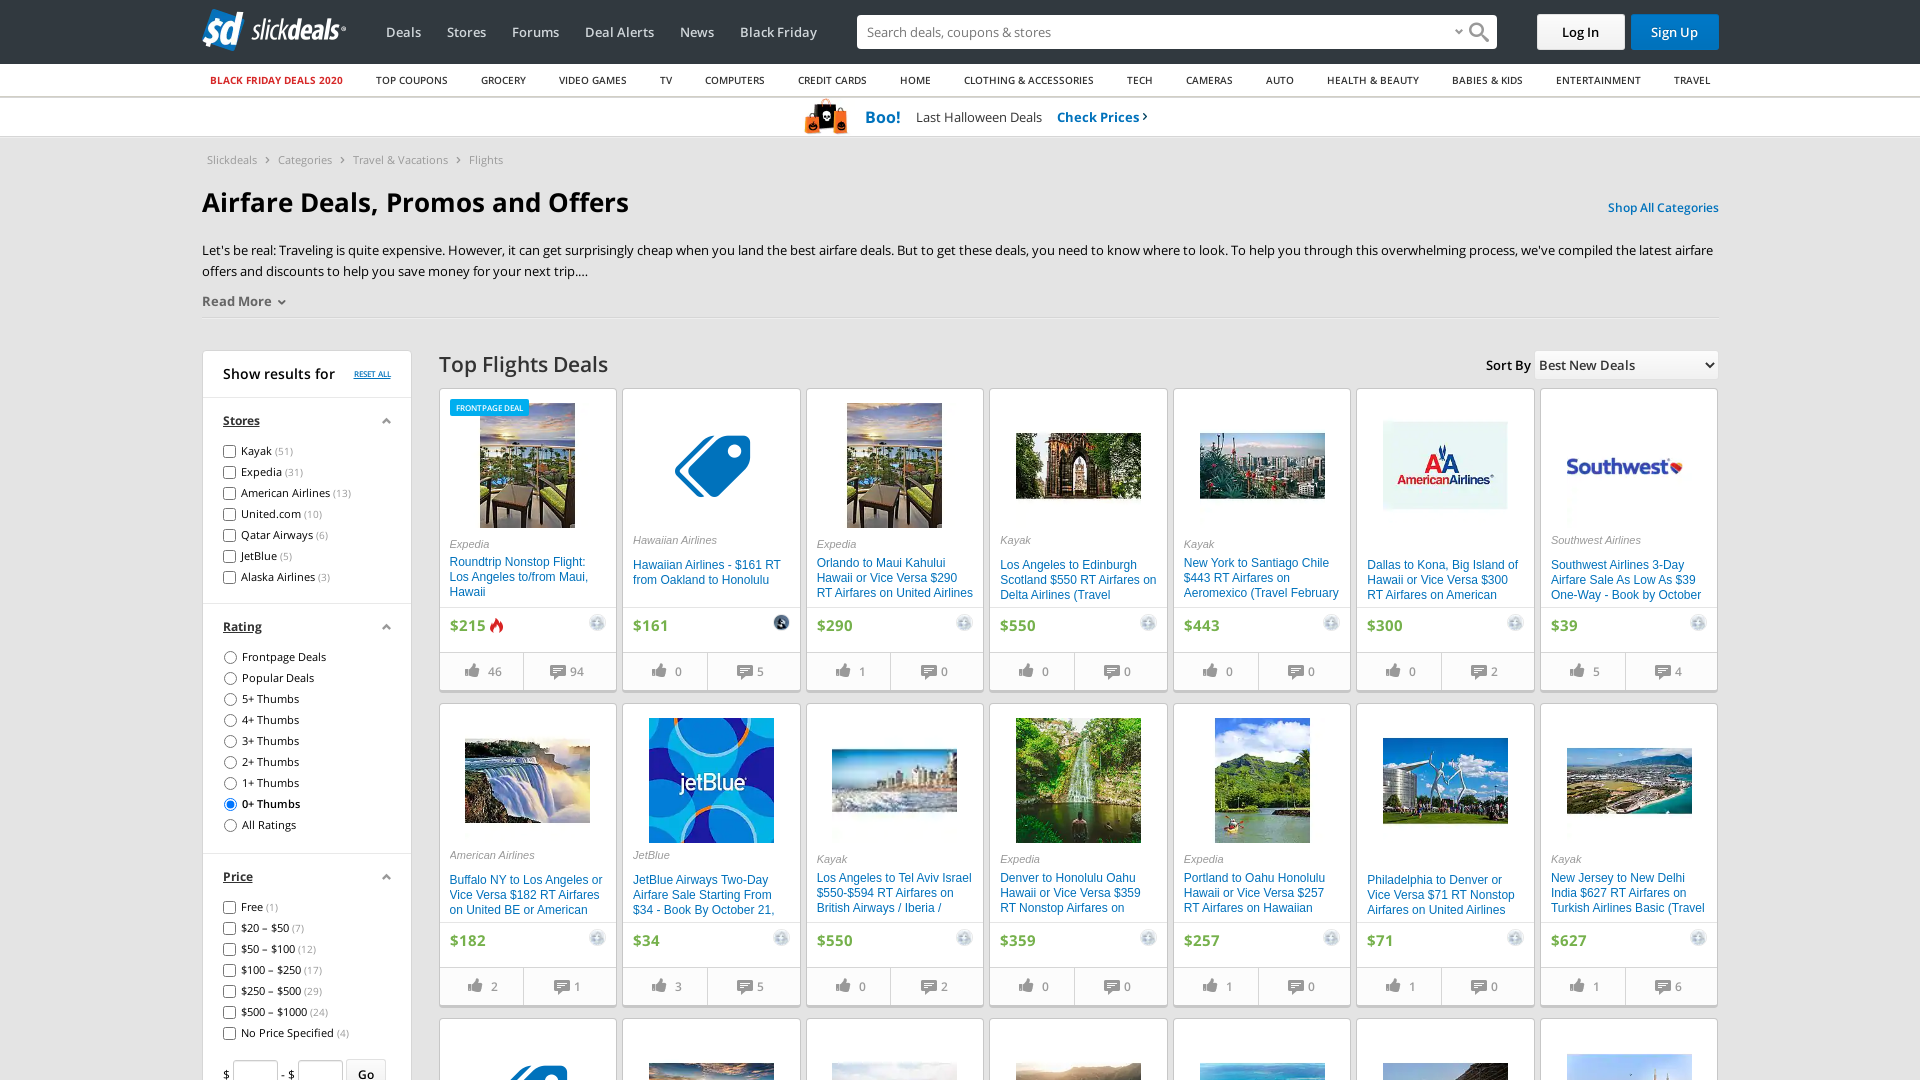 sd slickdeals
Deals
Stores
Forums
Deal Alerts
News
Black Friday
Search deals, coupons & stores
Log In
Sign Up
BLACK FRIDAY DEALS 2020
TOP COUPONS
GROCERY
VIDEO GAMES
TV
COMPUTERS
CREDIT CARDS
HOME
CLOTHING & ACCESSORIES
TECH
CAMERAS
AUTO
HEALTH & BEAUTY
BABIES & KIDS
ENTERTAINMENT
TRAVEL
Boo! Last Halloween Deals Check Prices
Slickdeals › Categories › Travel & Vacations › Flights
Airfare Deals, Promos and Offers
Shop All Categories
Let's be real: Traveling is quite expensive. However, it can get surprisingly cheap when you land the best airfare deals. But to get these deals, you need to know where to look. To help you through this overwhelming process, we've compiled the latest airfare
offers and discounts to help you save money for your next trip....
Read More
Show results for
RESET ALL
Stores
Kayak (51)
Expedia (31)
American Airlines (13)
United.com (10)
Qatar Airways (6)
JetBlue (5)
Alaska Airlines (3)
Rating
Frontpage Deals
Popular Deals
5+ Thumbs
4+ Thumbs
3+ Thumbs
2+ Thumbs
1+ Thumbs
0+ Thumbs
All Ratings
Price
Free (1)
$20 – $50 (7)
$50 – $100 (12)
$100 – $250 (17)
$250 – $500 (29)
$500 – $1000 (24)
No Price Specified (4)
$ - $ Go
Top Flights Deals
Sort By Best New Deals
FRONTPAGE DEAL
Expedia
Roundtrip Nonstop Flight:
Los Angeles to/from Maui,
Hawaii
$215
46
94
Hawaiian Airlines
Hawaiian Airlines - $161 RT
from Oakland to Honolulu
$161
0
5
Expedia
Orlando to Maui Kahului
Hawaii or Vice Versa $290
RT Airfares on United Airlines
$290
1
0
Kayak
Los Angeles to Edinburgh
Scotland $550 RT Airfares on
Delta Airlines (Travel
$550
0
0
Kayak
New York to Santiago Chile
$443 RT Airfares on
Aeromexico (Travel February
$443
0
0
AmericanAirlines
Dallas to Kona, Big Island of
Hawaii or Vice Versa $300
RT Airfares on American
$300
0
2
Southwest
Southwest Airlines
Southwest Airlines 3-Day
Airfare Sale As Low As $39
One-Way - Book by October
$39
5
4
American Airlines
Buffalo NY to Los Angeles or
Vice Versa $182 RT Airfares
on United BE or American
$182
2
1
jetBlue
JetBlue
JetBlue Airways Two-Day
Airfare Sale Starting From
$34 - Book By October 21,
$34
3
5
Kayak
Los Angeles to Tel Aviv Israel
$550-$594 RT Airfares on
British Airways / Iberia /
$550
0
2
Expedia
Denver to Honolulu Oahu
Hawaii or Vice Versa $359
RT Nonstop Airfares on
$359
0
0
Expedia
Portland to Oahu Honolulu
Hawaii or Vice Versa $257
RT Airfares on Hawaiian
$257
1
0
Philadelphia to Denver or
Vice Versa $71 RT Nonstop
Airfares on United Airlines
$71
1
0
Kayak
New Jersey to New Delhi
India $627 RT Airfares on
Turkish Airlines Basic (Travel
$627
1
6